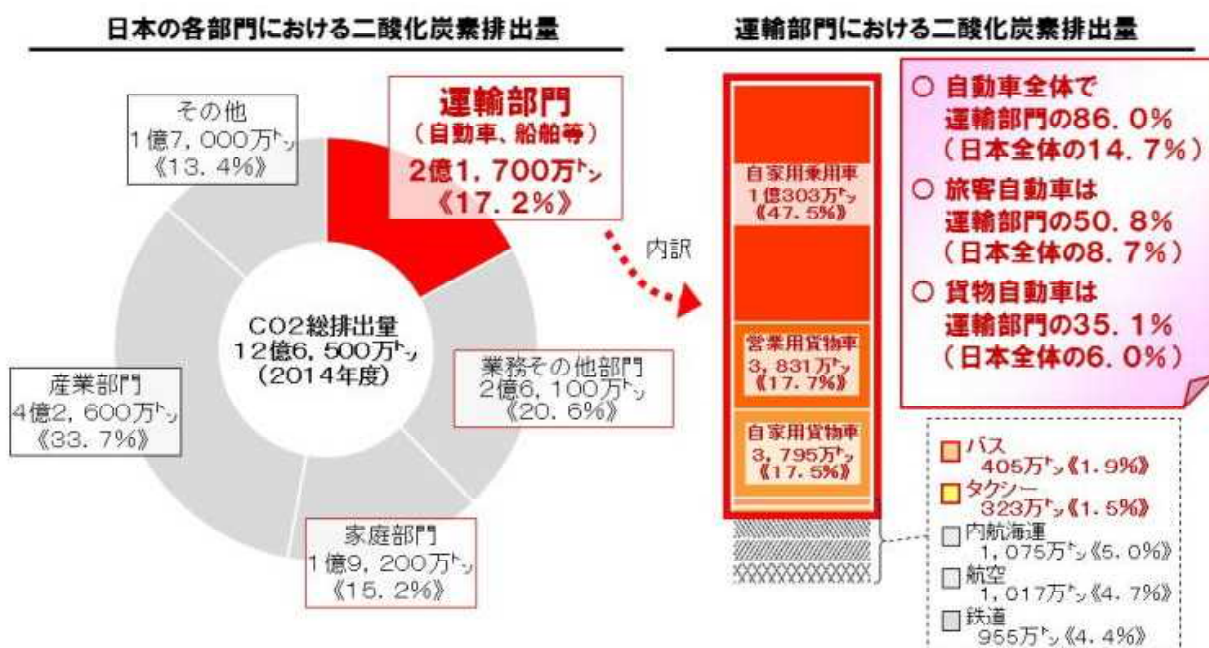 日本の各部門における二酸化炭素排出量
その他
1億7,000万㌧
《13.4%》
運輸部門
(自動車、船舶等)
2億1,700万㌧
《17.2%》
CO2総排出量
12億6,500万㌧
(2014年度)
産業部門
4億2,600万㌧
《33.7%》
業務その他部門
2億6,100万㌧
《20.6%》
家庭部門
1億9,200万㌧
《15.2%》
内訳
運輸部門における二酸化炭素排出量
自家用乗用車
1億303万㌧
《47.5%》
営業用貨物車
3,831万㌧
《17.7%》
自家用貨物車
3,795万㌧
《17.5%》
○ 自動車全体で
運輸部門の86.0%
(日本全体の14.7%)
○ 旅客自動車は
運輸部門の50.8%
(日本全体の8.7%)
○ 貨物自動車は
運輸部門の35.1%
(日本全体の6.0%)
バス
405万㌧《1.9%》
タクシー
323万㌧《1.5%》
内航海運
1,075万㌧《5.0%》
航空
1,017万㌧《4.7%》
鉄道
955万㌧《4.4%》